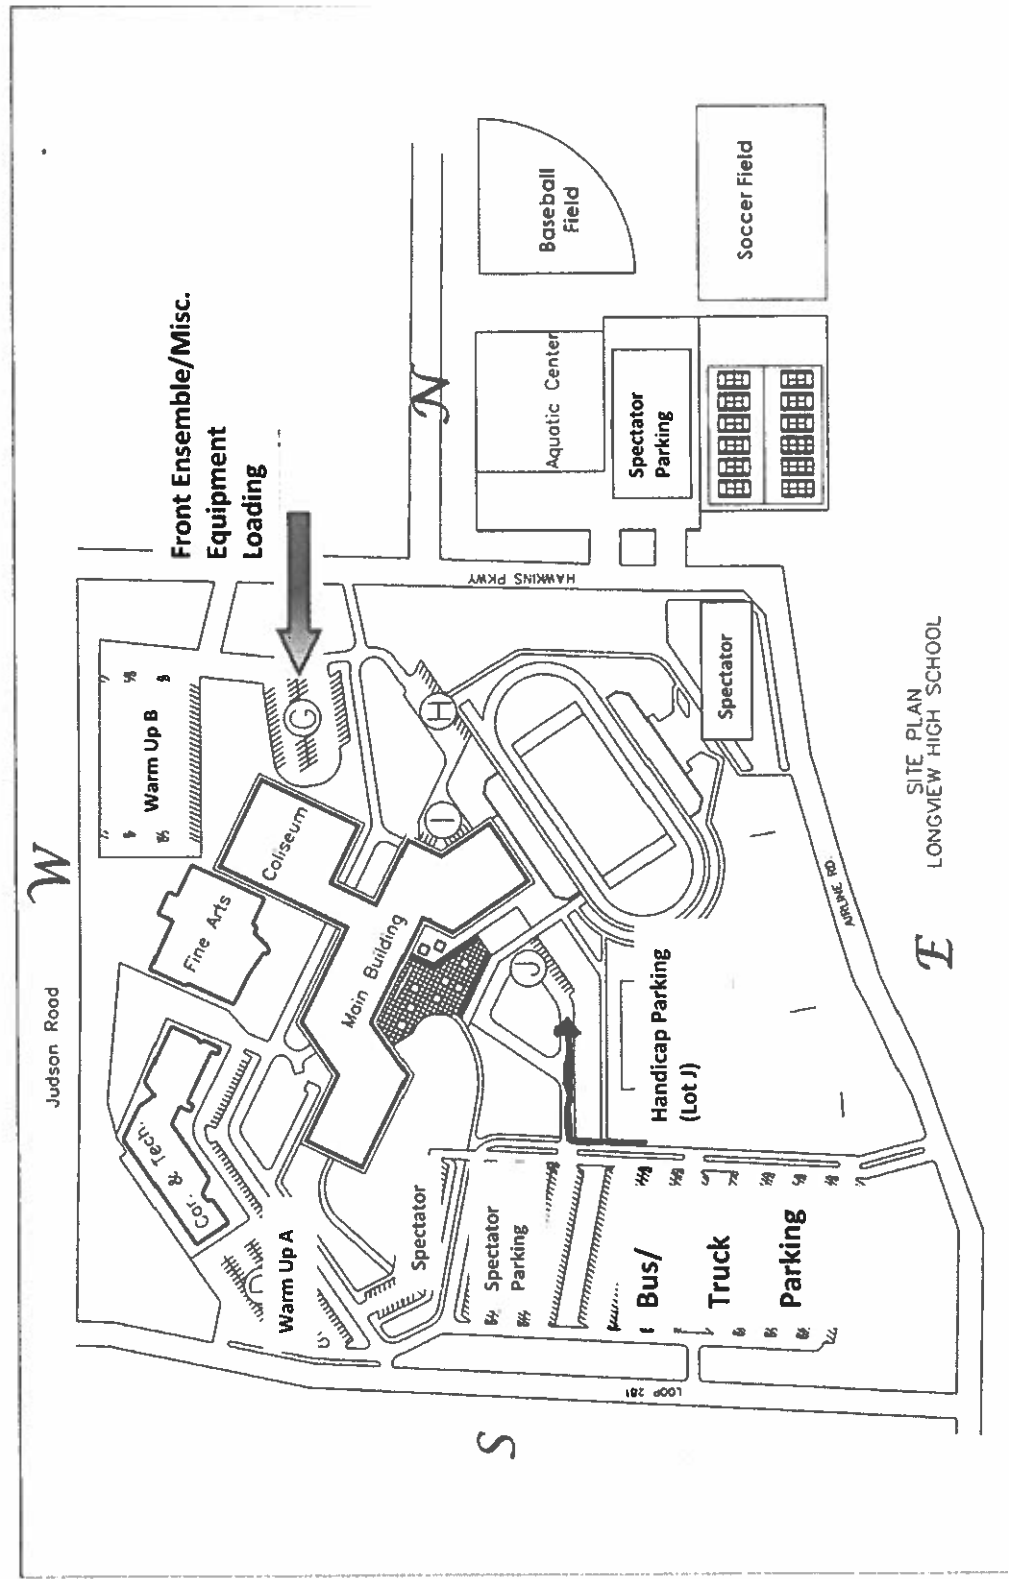 Judson Road
W
Front Ensemble/Misc.
Equipment
Loading
Warm Up B
G
Coliseum
Fine Arts
Car. & Tech.
Main Building
H
I
J
Warm Up A
Spectator
Spectator
Parking
Bus/
Truck
Parking
Handicap Parking
(Lot J)
Spectator
HAWKINS PKWY
N
Aquatic Center
Spectator
Parking
Baseball
Field
Soccer Field
LOOP 281
S
AIRLINE RD.
E
SITE PLAN
LONGVIEW HIGH SCHOOL